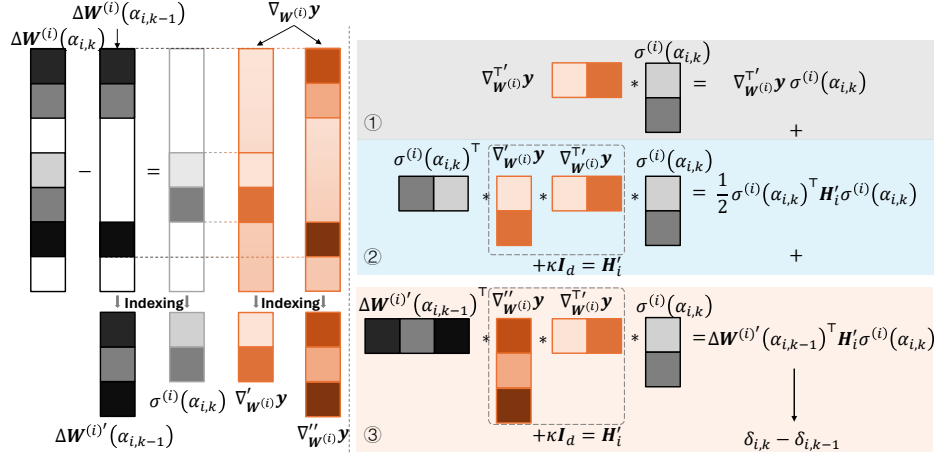 ΔW⁽ⁱ⁾(α_{i,k-1})
∇_{W⁽ⁱ⁾}y
ΔW⁽ⁱ⁾(α_{i,k})
−
=
Indexing
Indexing
σ⁽ⁱ⁾(α_{i,k})
∇′_{W⁽ⁱ⁾}y
ΔW⁽ⁱ⁾′(α_{i,k-1})
∇′′_{W⁽ⁱ⁾}y
σ⁽ⁱ⁾(α_{i,k})
∇^{⊤′}_{W⁽ⁱ⁾}y * = ∇^{⊤′}_{W⁽ⁱ⁾}y σ⁽ⁱ⁾(α_{i,k})
①
+
σ⁽ⁱ⁾(α_{i,k})^⊤ ∇′_{W⁽ⁱ⁾}y ∇^{⊤′}_{W⁽ⁱ⁾}y σ⁽ⁱ⁾(α_{i,k})
* * * = 1/2 σ⁽ⁱ⁾(α_{i,k})^⊤ H′_i σ⁽ⁱ⁾(α_{i,k})
②
+κI_d = H′_i
+
ΔW⁽ⁱ⁾′(α_{i,k-1})^⊤ ∇′′_{W⁽ⁱ⁾}y ∇^{⊤′}_{W⁽ⁱ⁾}y σ⁽ⁱ⁾(α_{i,k})
* * * =ΔW⁽ⁱ⁾′(α_{i,k-1})^⊤ H′_i σ⁽ⁱ⁾(α_{i,k})
③
+κI_d = H′_i
δ_{i,k} − δ_{i,k-1}